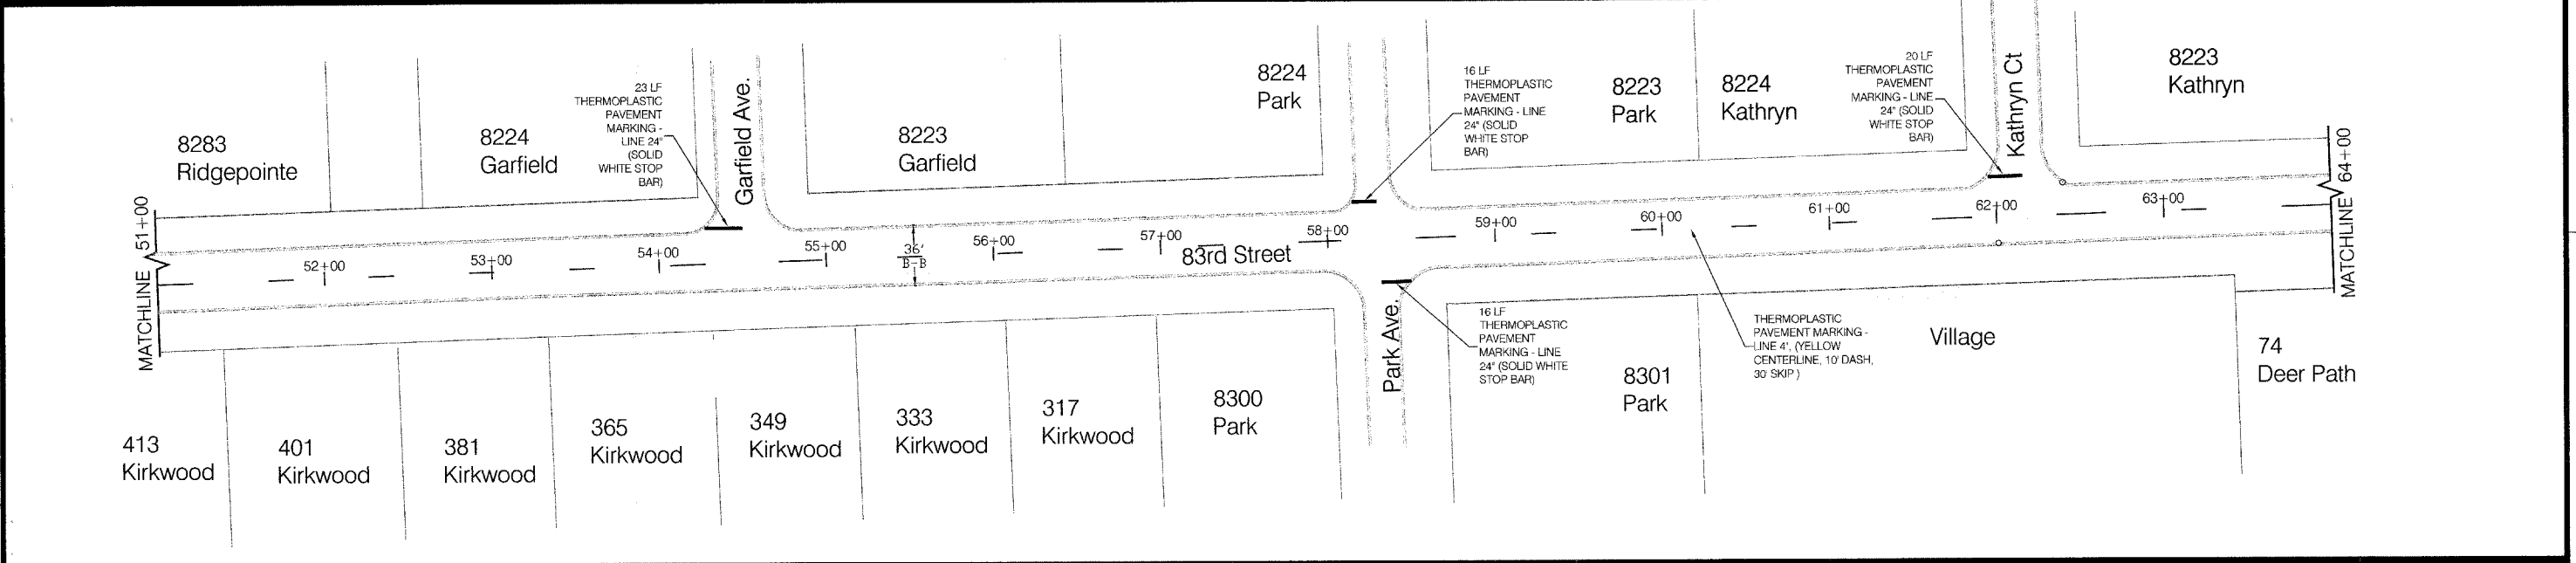 8283
Ridgepointe
8224
Garfield
23 LF
THERMOPLASTIC
PAVEMENT
MARKING -
LINE 24"
(SOLID
WHITE STOP
BAR)
Garfield Ave.
8223
Garfield
8224
Park
16 LF
THERMOPLASTIC
PAVEMENT
MARKING - LINE
24" (SOLID
WHITE STOP
BAR)
8223
Park
8224
Kathryn
20 LF
THERMOPLASTIC
PAVEMENT
MARKING - LINE
24" (SOLID
WHITE STOP
BAR)
Kathryn Ct
8223
Kathryn
MATCHLINE 51+00
52+00
53+00
54+00
55+00
36'
B-B
56+00
57+00
58+00
83rd Street
59+00
60+00
61+00
62+00
63+00
MATCHLINE 64+00
Park Ave.
16 LF
THERMOPLASTIC
PAVEMENT
MARKING - LINE
24" (SOLID WHITE
STOP BAR)
THERMOPLASTIC
PAVEMENT MARKING -
LINE 4", (YELLOW
CENTERLINE, 10' DASH,
30' SKIP )
Village
74
Deer Path
413
Kirkwood
401
Kirkwood
381
Kirkwood
365
Kirkwood
349
Kirkwood
333
Kirkwood
317
Kirkwood
8300
Park
8301
Park